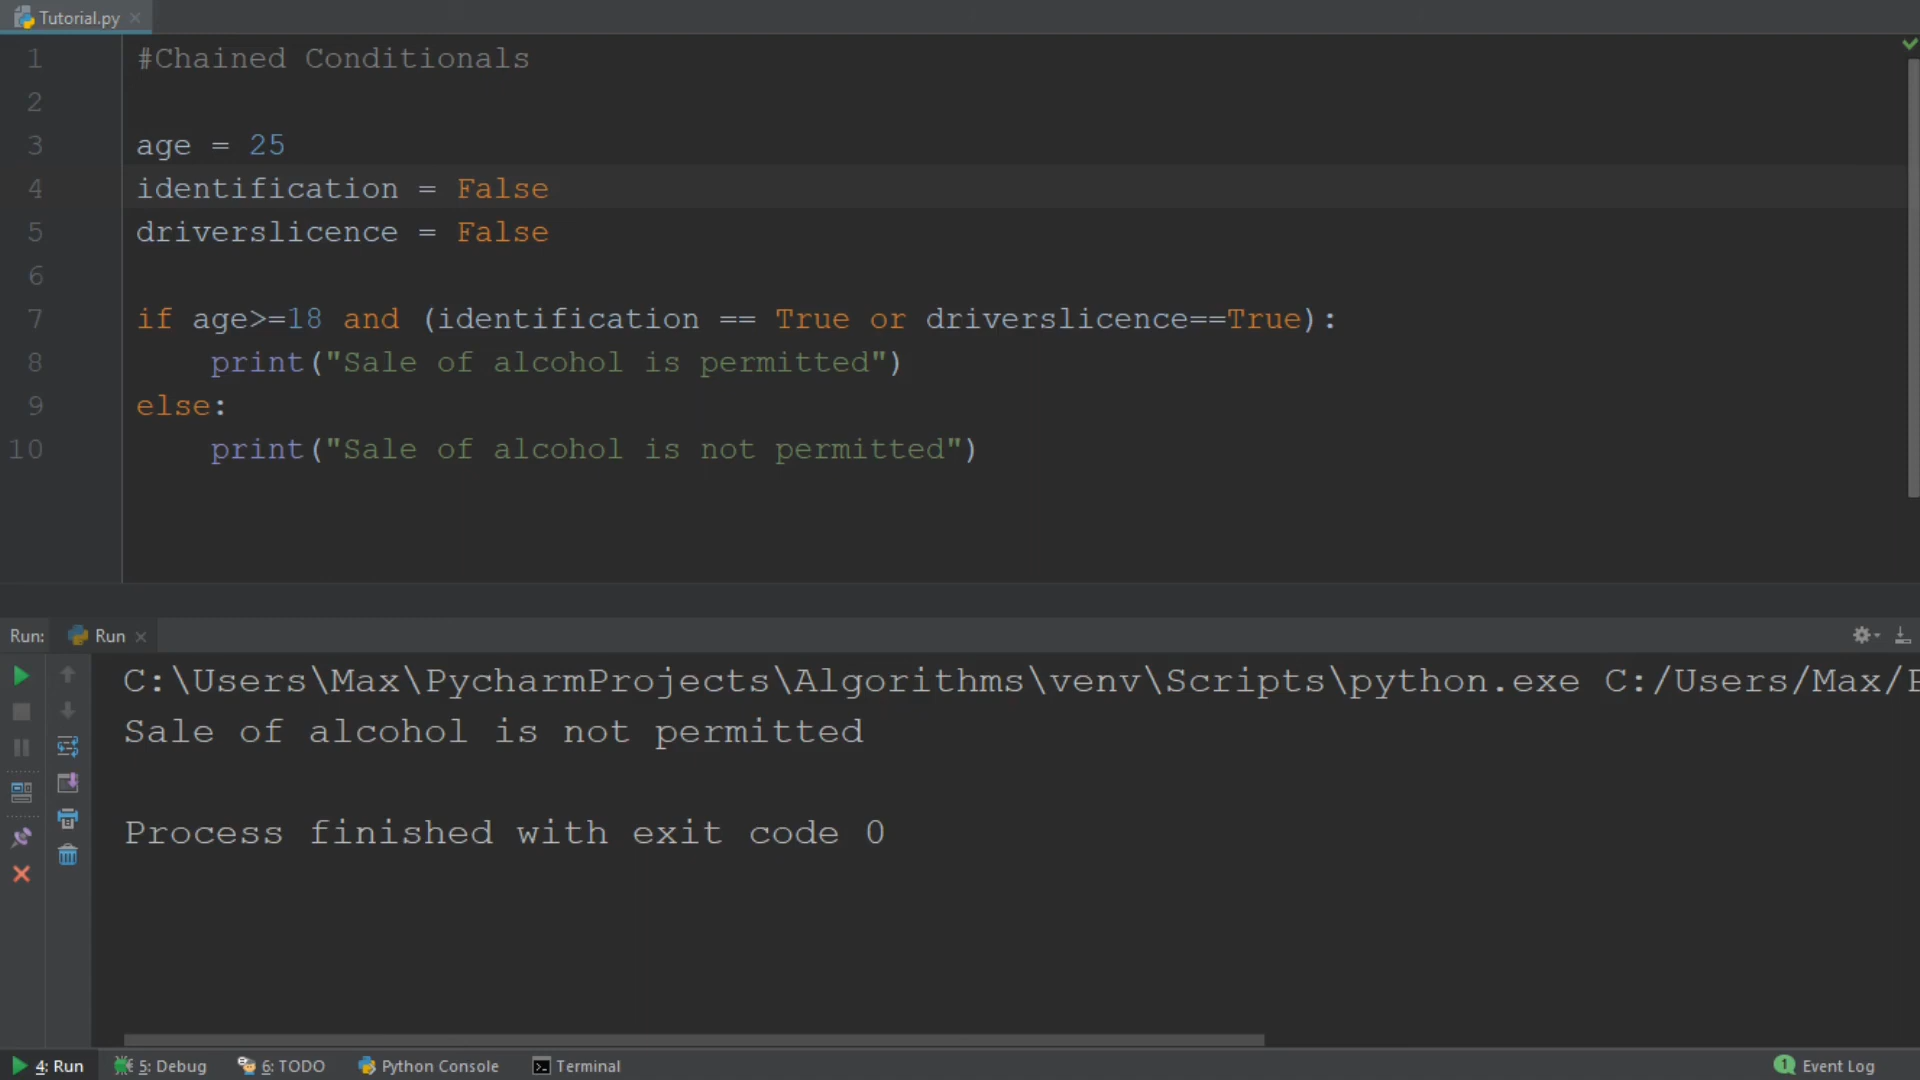 Tutorial.py
1 #Chained Conditionals
2
3 age = 25
4 identification = False
5 driverslicence = False
6
7 if age>=18 and (identification == True or driverslicence==True):
8     print("Sale of alcohol is permitted")
9 else:
10     print("Sale of alcohol is not permitted")
Run: Run
C:\Users\Max\PycharmProjects\Algorithms\venv\Scripts\python.exe C:/Users/Max/
Sale of alcohol is not permitted
Process finished with exit code 0
4: Run 5: Debug 6: TODO Python Console Terminal 1 Event Log